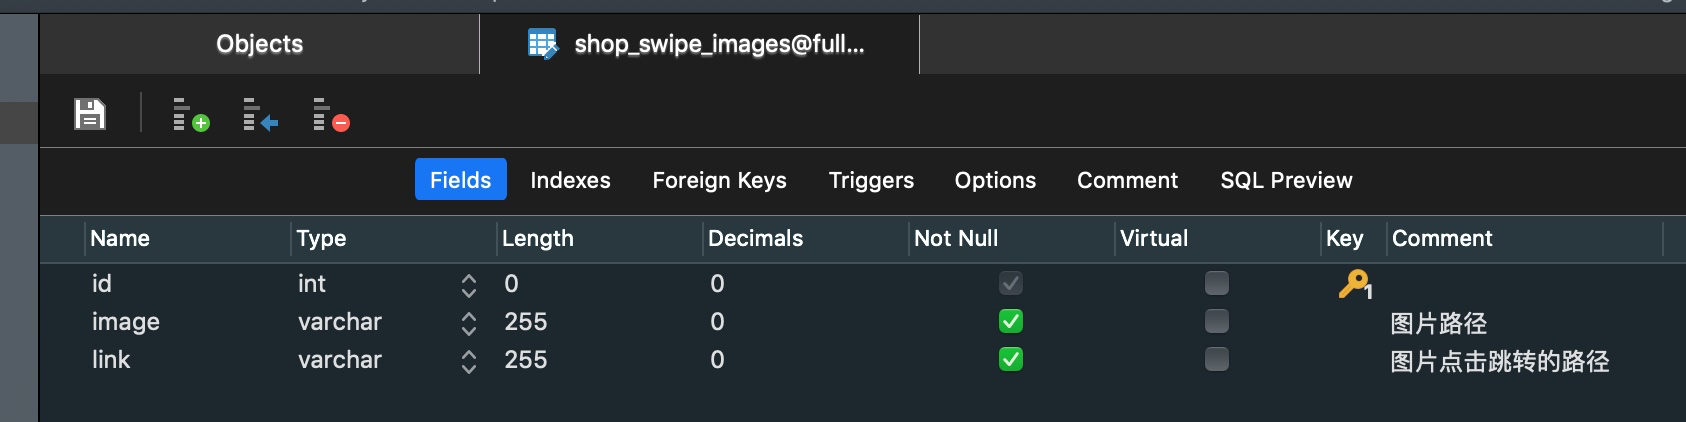 Objects
shop_swipe_images@full...
Fields Indexes Foreign Keys Triggers Options Comment SQL Preview
Name Type Length Decimals Not Null Virtual Key Comment
id int 0 0 1
image varchar 255 0 图片路径
link varchar 255 0 图片点击跳转的路径